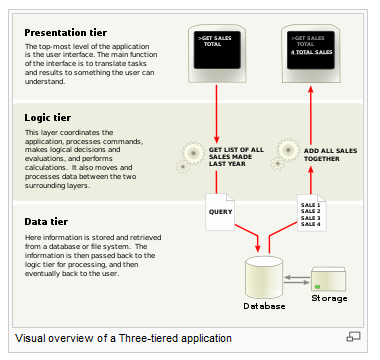 Presentation tier
The top-most level of the application
is the user interface. The main function
of the interface is to translate tasks
and results to something the user can
understand.
>GET SALES
TOTAL
>GET SALES
TOTAL
4 TOTAL SALES
Logic tier
This layer coordinates the
application, processes commands,
makes logical decisions and
evaluations, and performs
calculations. It also moves and
processes data between the two
surrounding layers.
GET LIST OF ALL
SALES MADE
LAST YEAR
ADD ALL SALES
TOGETHER
Data tier
Here information is stored and retrieved
from a database or file system. The
information is then passed back to the
logic tier for processing, and then
eventually back to the user.
QUERY
SALE 1
SALE 2
SALE 3
SALE 4
Database
Storage
Visual overview of a Three-tiered application